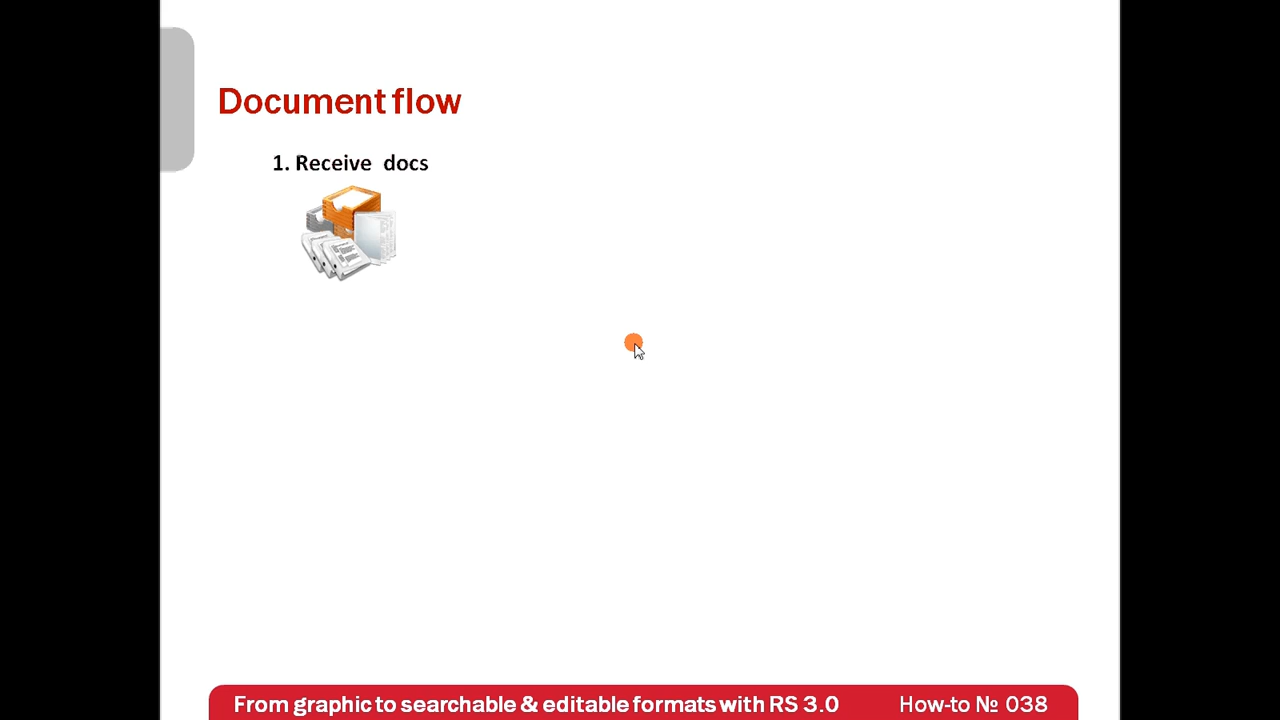 Document flow
1. Receive docs
From graphic to searchable & editable formats with RS 3.0 How-to № 038